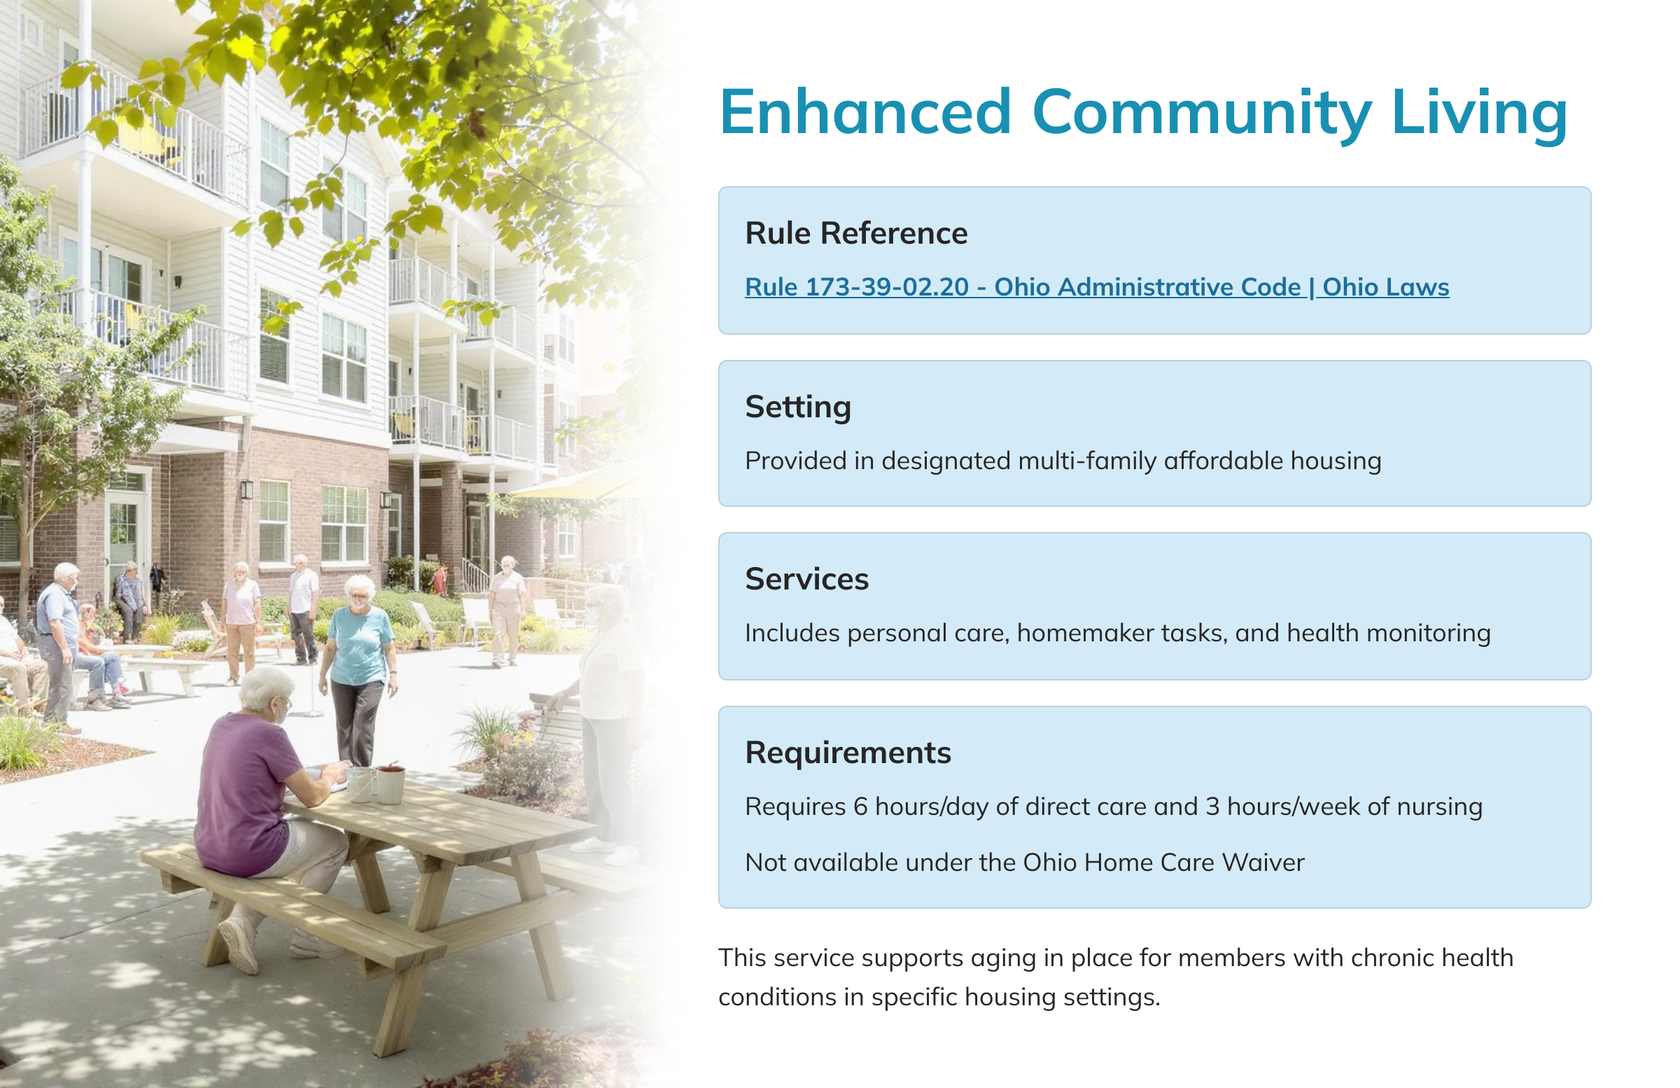 Enhanced Community Living
Rule Reference
Rule 173-39-02.20 - Ohio Administrative Code | Ohio Laws
Setting
Provided in designated multi-family affordable housing
Services
Includes personal care, homemaker tasks, and health monitoring
Requirements
Requires 6 hours/day of direct care and 3 hours/week of nursing
Not available under the Ohio Home Care Waiver
This service supports aging in place for members with chronic health
conditions in specific housing settings.